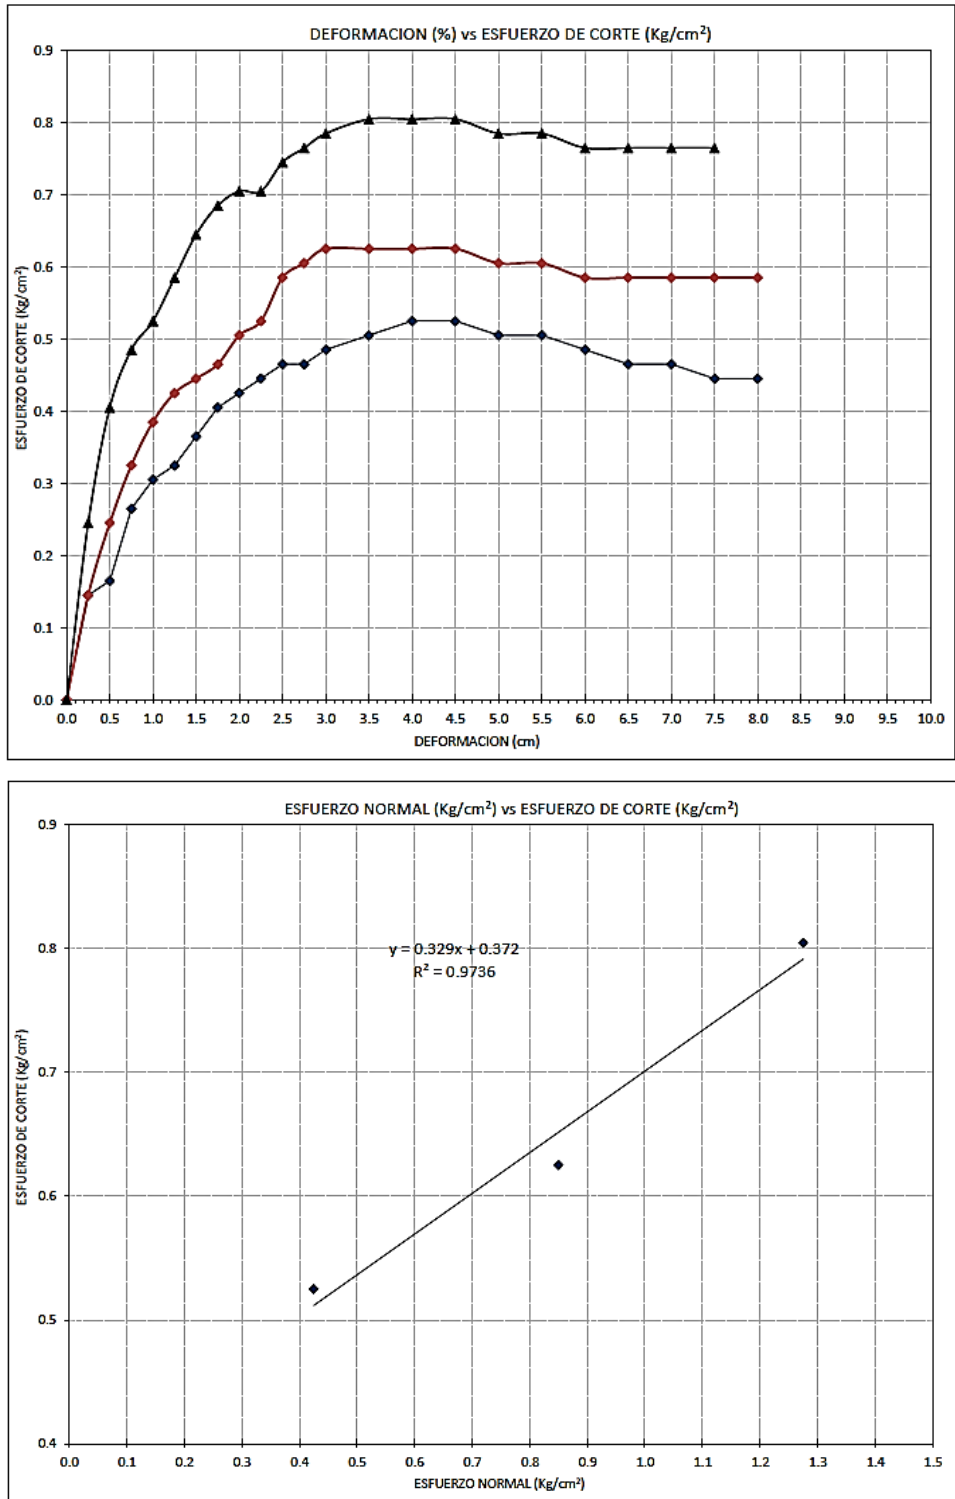 DEFORMACION (%) vs ESFUERZO DE CORTE (Kg/cm²)
0.9
0.8
0.7
0.6
0.5
0.4
0.3
0.2
0.1
0.0
ESFUERZO DE CORTE (Kg/cm²)
0.0 0.5 1.0 1.5 2.0 2.5 3.0 3.5 4.0 4.5 5.0 5.5 6.0 6.5 7.0 7.5 8.0 8.5 9.0 9.5 10.0
DEFORMACION (cm)
ESFUERZO NORMAL (Kg/cm²) vs ESFUERZO DE CORTE (Kg/cm²)
0.9
0.8
0.7
0.6
0.5
0.4
ESFUERZO DE CORTE (Kg/cm²)
y = 0.329x + 0.372
R² = 0.9736
0.0 0.1 0.2 0.3 0.4 0.5 0.6 0.7 0.8 0.9 1.0 1.1 1.2 1.3 1.4 1.5
ESFUERZO NORMAL (Kg/cm²)